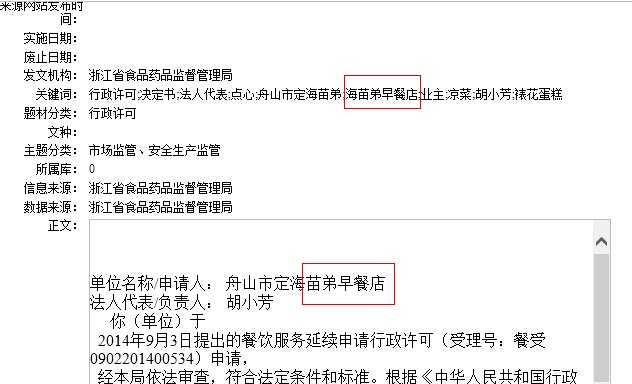 来源网站发布时
间：
实施日期：
废止日期：
发文机构： 浙江省食品药品监督管理局
关键词： 行政许可;决定书;法人代表;点心;舟山市定海苗弟;海苗弟早餐店;业主;凉菜;胡小芳;裱花蛋糕
题材分类： 行政许可
文种：
主题分类： 市场监管、安全生产监管
所属库： 0
信息来源： 浙江省食品药品监督管理局
数据来源： 浙江省食品药品监督管理局
正文：
单位名称/申请人： 舟山市定海苗弟早餐店
法人代表/负责人： 胡小芳
你（单位）于
2014年9月3日提出的餐饮服务延续申请行政许可（受理号：餐受
0902201400534）申请，
经本局依法审查，符合法定条件和标准。根据《中华人民共和国行政